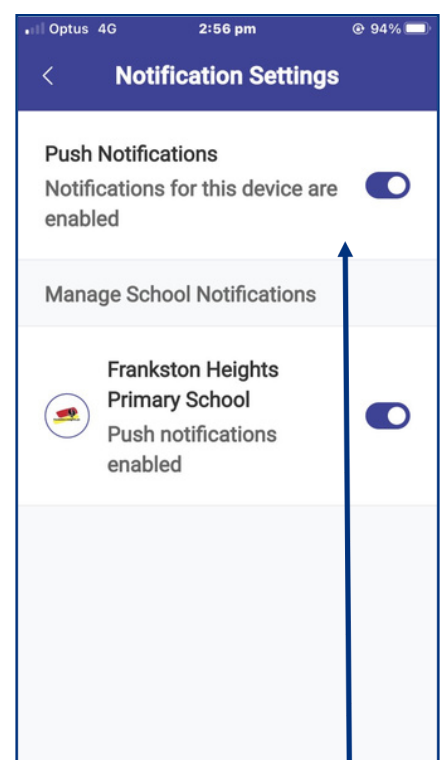 Optus 4G 2:56 pm 94%
Notification Settings
Push Notifications
Notifications for this device are
enabled
Manage School Notifications
Frankston Heights
Primary School
Push notifications
enabled